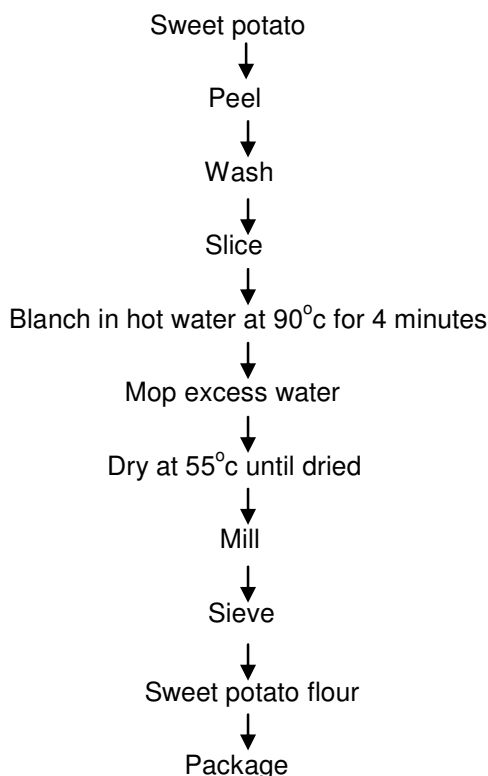 Sweet potato
Peel
Wash
Slice
Blanch in hot water at 90°c for 4 minutes
Mop excess water
Dry at 55°c until dried
Mill
Sieve
Sweet potato flour
Package